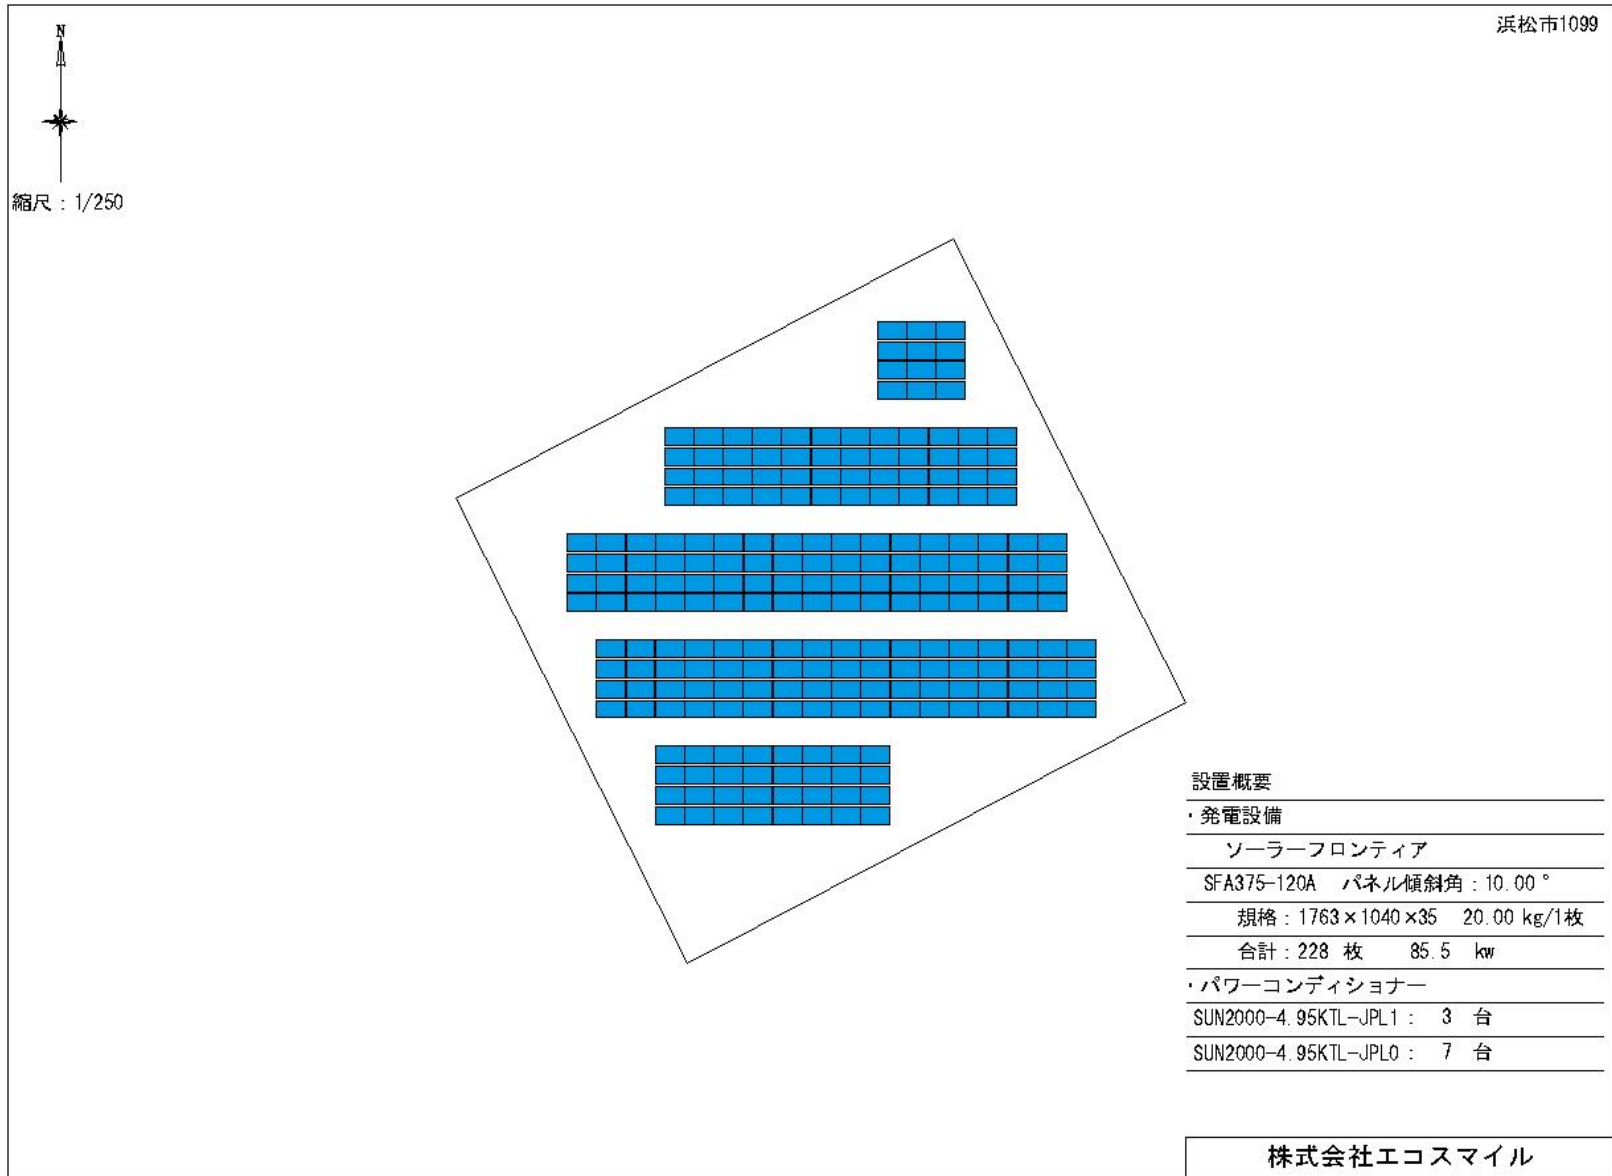 浜松市1099
N
縮尺：1/250
設置概要
・発電設備
ソーラーフロンティア
SFA375-120A パネル傾斜角：10.00°
規格：1763×1040×35 20.00 kg/1枚
合計：228 枚 85.5 kw
・パワーコンディショナー
SUN2000-4.95KTL-JPL1： 3 台
SUN2000-4.95KTL-JPL0： 7 台
株式会社エコスマイル